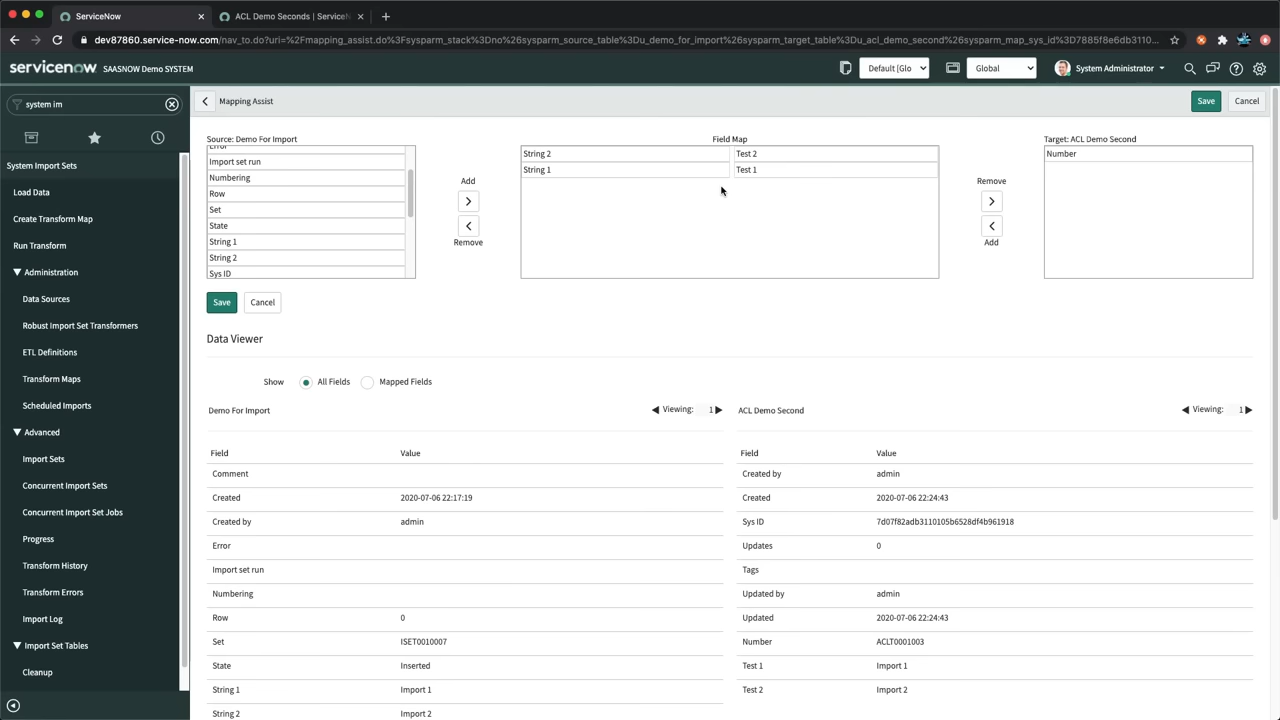 ServiceNow
ACL Demo Seconds | ServiceN
dev87860.service-now.com/nav_to.do?uri=%2Fmapping_assist.do%3Fsysparm_stack%3Dno%26sysparm_source_table%3Du_demo_for_import%26sysparm_target_table%3Du_acl_demo_second%26sysparm_map_sys_id%3D7885f8e6db3110...
servicenow SAASNOW Demo SYSTEM
Default [Glo
Global
System Administrator
system im
System Import Sets
Load Data
Create Transform Map
Run Transform
Administration
Data Sources
Robust Import Set Transformers
ETL Definitions
Transform Maps
Scheduled Imports
Advanced
Import Sets
Concurrent Import Sets
Concurrent Import Set Jobs
Progress
Transform History
Transform Errors
Import Log
Import Set Tables
Cleanup
Mapping Assist
Save
Cancel
Source: Demo For Import
Error
Import set run
Numbering
Row
Set
State
String 1
String 2
Sys ID
Add
Remove
Field Map
String 2 Test 2
String 1 Test 1
Remove
Add
Target: ACL Demo Second
Number
Save
Cancel
Data Viewer
Show All Fields Mapped Fields
Demo For Import Viewing: 1
Field Value
Comment
Created 2020-07-06 22:17:19
Created by admin
Error
Import set run
Numbering
Row 0
Set ISET0010007
State Inserted
String 1 Import 1
String 2 Import 2
ACL Demo Second Viewing: 1
Field Value
Created by admin
Created 2020-07-06 22:24:43
Sys ID 7d07f82adb3110105b6528df4b961918
Updates 0
Tags
Updated by admin
Updated 2020-07-06 22:24:43
Number ACLT0001003
Test 1 Import 1
Test 2 Import 2